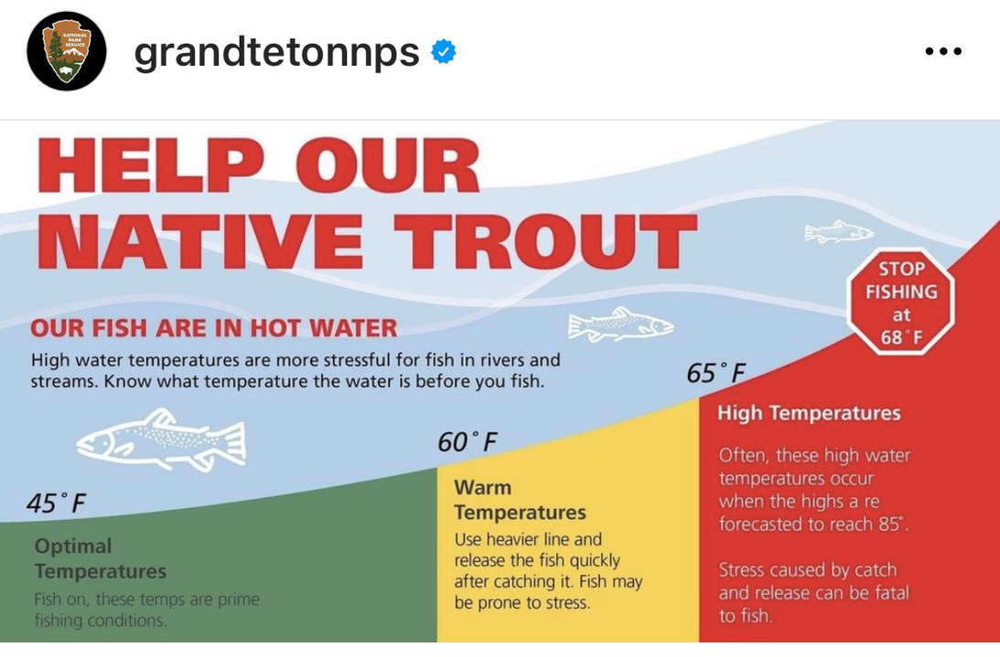 NATIONAL
PARK
SERVICE
grandtetonnps
HELP OUR
NATIVE TROUT
OUR FISH ARE IN HOT WATER
High water temperatures are more stressful for fish in rivers and
streams. Know what temperature the water is before you fish.
45°F
Optimal
Temperatures
Fish on, these temps are prime
fishing conditions.
60°F
Warm
Temperatures
Use heavier line and
release the fish quickly
after catching it. Fish may
be prone to stress.
65°F
High Temperatures
Often, these high water
temperatures occur
when the highs a re
forecasted to reach 85°.
Stress caused by catch
and release can be fatal
to fish.
STOP
FISHING
at
68°F